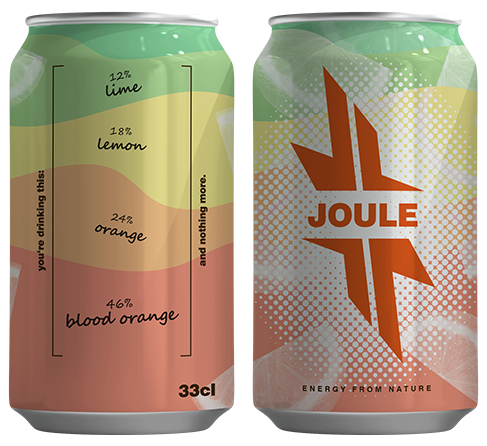 you're drinking this:
12%
lime
18%
lemon
24%
orange
46%
blood orange
and nothing more.
33cl
JOULE
ENERGY FROM NATURE